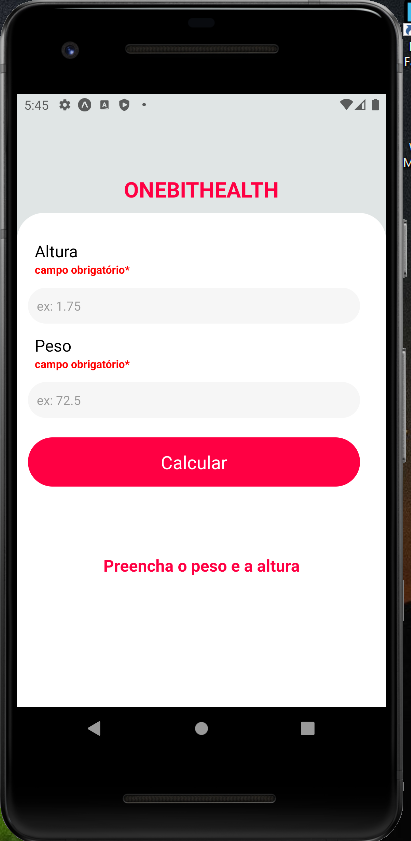 5:45
ONEBITHEALTH
Altura
campo obrigatório*
ex: 1.75
Peso
campo obrigatório*
ex: 72.5
Calcular
Preencha o peso e a altura